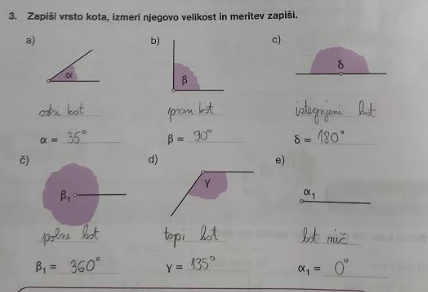 3. Zapiši vrsto kota, izmeri njegovo velikost in meritev zapiši.
a) b) c)
α β δ
ostri kot pravi kot iztegnjeni kot
α = 35° β = 90° δ = 180°
č) d) e)
β₁ γ α₁
polni kot topi kot kot nič
β₁ = 360° γ = 135° α₁ = 0°